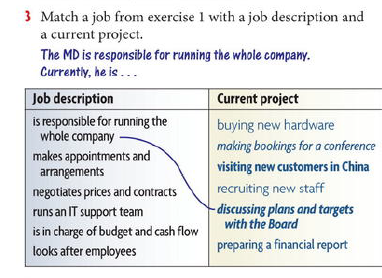 3 Match a job from exercise 1 with a job description and
a current project.
The MD is responsible for running the whole company.
Currently, he is . . .
Job description
is responsible for running the
whole company
makes appointments and
arrangements
negotiates prices and contracts
runs an IT support team
is in charge of budget and cash flow
looks after employees
Current project
buying new hardware
making bookings for a conference
visiting new customers in China
recruiting new staff
discussing plans and targets
with the Board
preparing a financial report